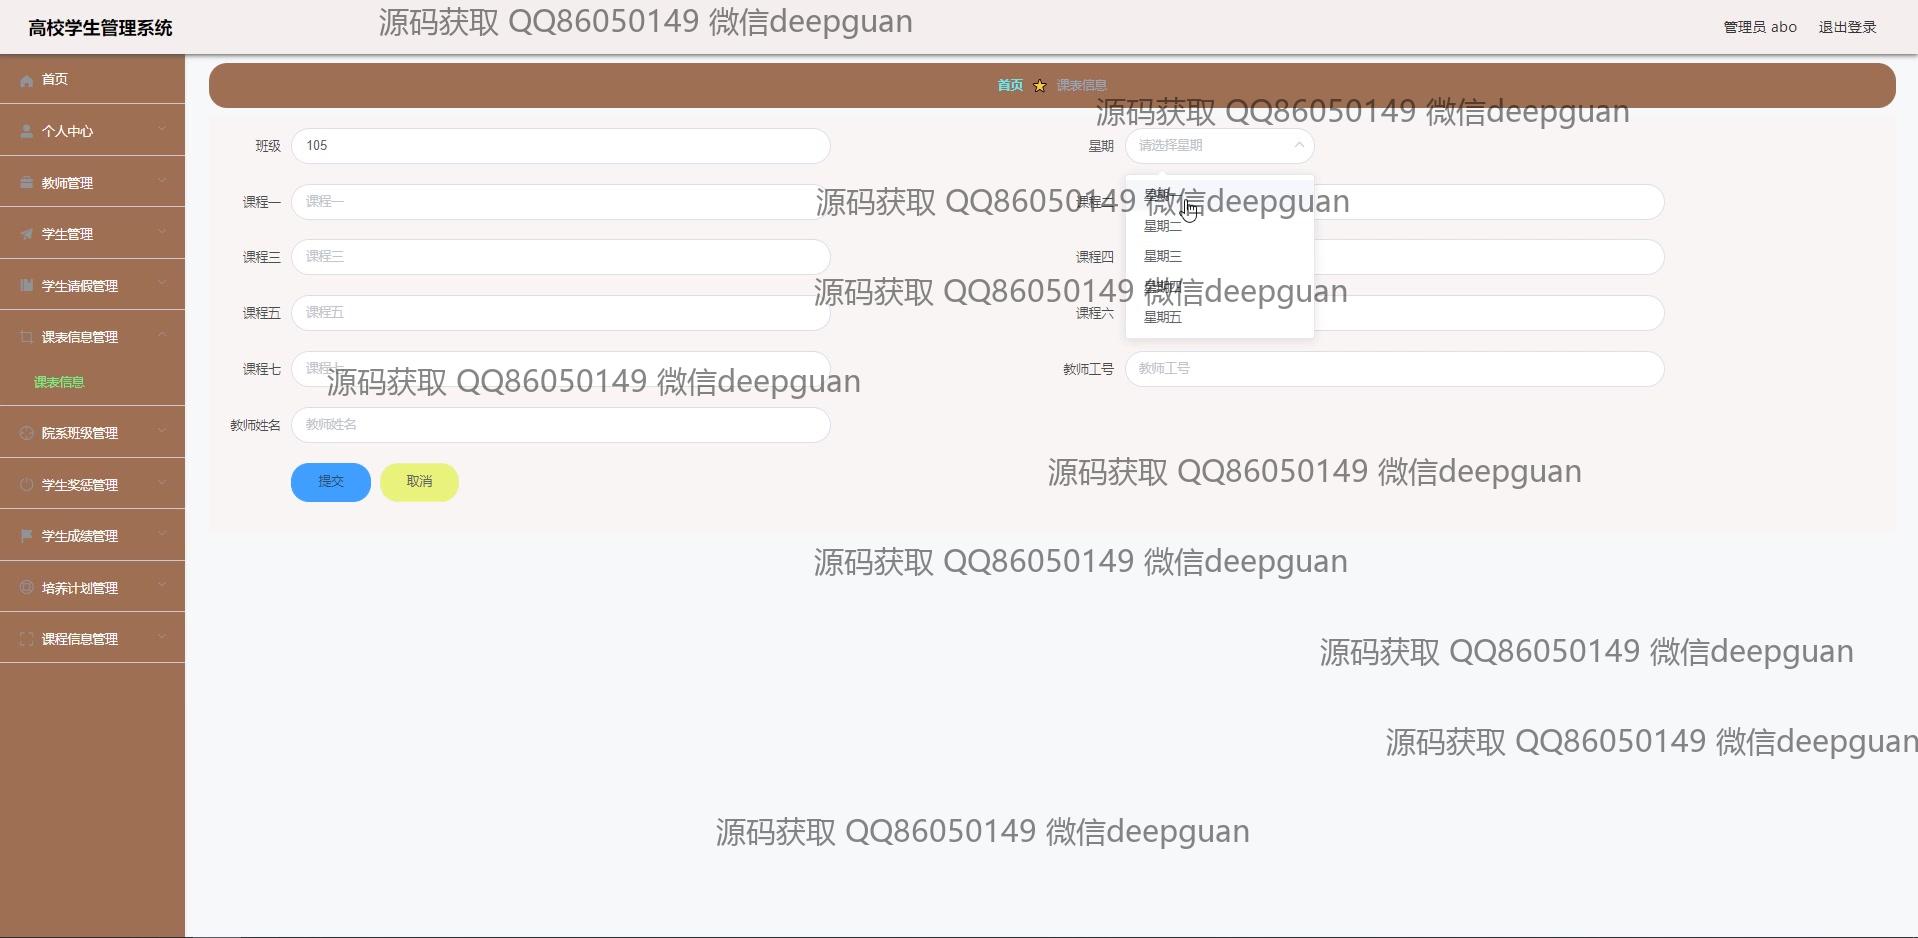 高校学生管理系统
源码获取 QQ86050149 微信deepguan
管理员 abo 退出登录
首页
个人中心
教师管理
学生管理
学生请假管理
课表信息管理
课表信息
院系班级管理
学生奖惩管理
学生成绩管理
培养计划管理
课程信息管理
首页 课表信息
源码获取 QQ86050149 微信deepguan
班级 105
星期 请选择星期
课程一 课程一
课程二
星期一
源码获取 QQ86050149 微信deepguan
星期二
课程三 课程三
课程四
星期三
星期四
源码获取 QQ86050149 微信deepguan
课程五 课程五
课程六
星期五
课程七 课程七
教师工号 教师工号
源码获取 QQ86050149 微信deepguan
教师姓名 教师姓名
提交 取消
源码获取 QQ86050149 微信deepguan
源码获取 QQ86050149 微信deepguan
源码获取 QQ86050149 微信deepguan
源码获取 QQ86050149 微信deepguan
源码获取 QQ86050149 微信deepguan